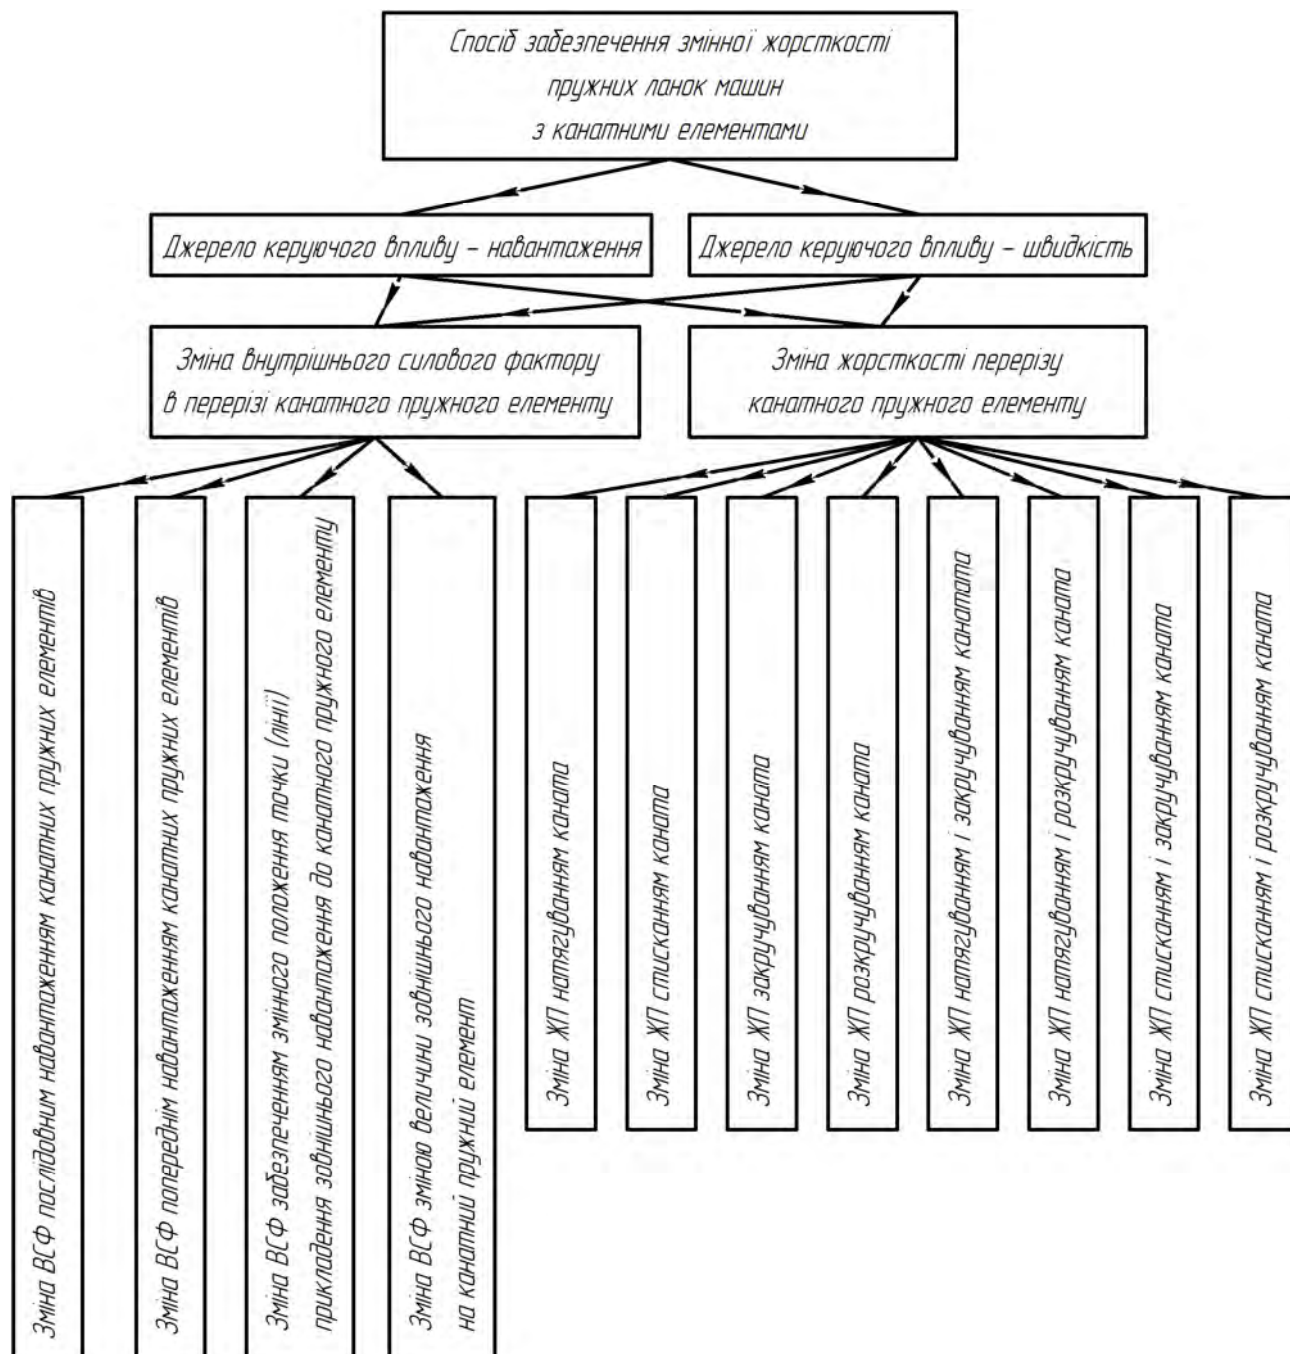 Спосіб забезпечення змінної жорсткості
пружних ланок машин
з канатними елементами
Джерело керуючого впливу – навантаження
Джерело керуючого впливу – швидкість
Зміна внутрішнього силового фактору
в перерізі канатного пружного елементу
Зміна жорсткості перерізу
канатного пружного елементу
Зміна ВСФ послідовним навантаженням канатних пружних елементів
Зміна ВСФ попереднім навантаженням канатних пружних елементів
Зміна ВСФ забезпеченням змінного положення точки (лінії)
прикладення зовнішнього навантаження до канатного пружного елементу
Зміна ВСФ зміною величини зовнішнього навантаження
на канатний пружний елемент
Зміна ЖП натягуванням каната
Зміна ЖП стисканням каната
Зміна ЖП закручуванням каната
Зміна ЖП розкручуванням каната
Зміна ЖП натягуванням і закручуванням канатата
Зміна ЖП натягуванням і розкручуванням каната
Зміна ЖП стисканням і закручуванням каната
Зміна ЖП стисканням і розкручуванням каната